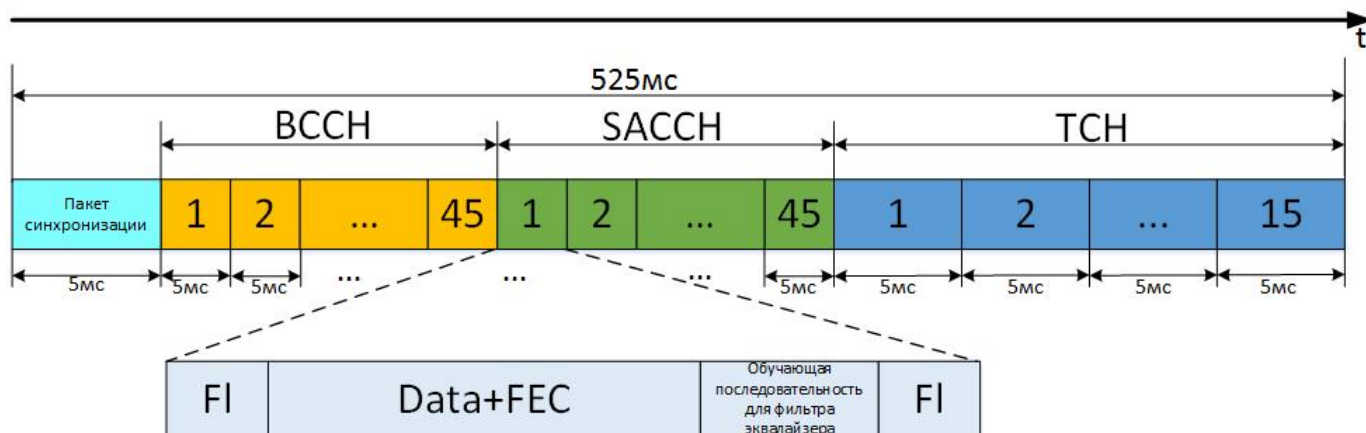 t
525мс
BCCH SACCH TCH
Пакет
синхронизации
1 2 ... 45 1 2 ... 45 1 2 ... 15
5мс 5мс 5мс ... ... ... 5мс 5мс 5мс 5мс 5мс
Fl Data+FEC Обучающая
последовательность
для фильтра
эквалайзера
Fl